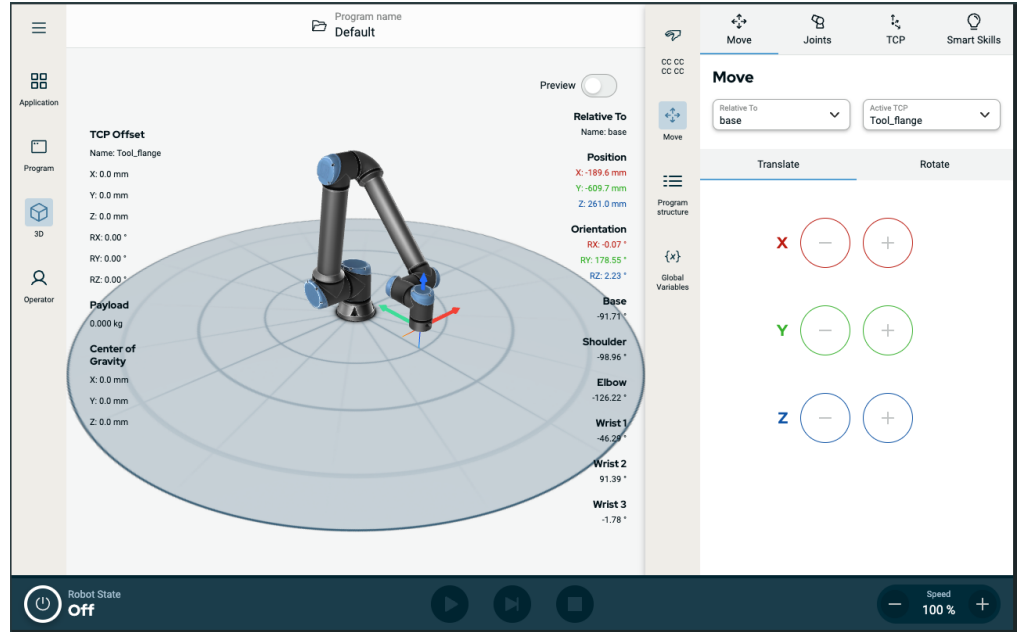 Program name
Default
Application
Program
3D
Operator
TCP Offset
Name: Tool_flange
X: 0.0 mm
Y: 0.0 mm
Z: 0.0 mm
RX: 0.00 °
RY: 0.00 °
RZ: 0.00 °
Payload
0.000 kg
Center of
Gravity
X: 0.0 mm
Y: 0.0 mm
Z: 0.0 mm
Preview
Relative To
Name: base
Position
X: -189.6 mm
Y: -609.7 mm
Z: 261.0 mm
Orientation
RX: -0.07 °
RY: 178.55 °
RZ: 2.23 °
Base
-91.71 °
Shoulder
-98.96 °
Elbow
-126.22 °
Wrist 1
-46.29 °
Wrist 2
91.39 °
Wrist 3
-1.78 °
CC CC
CC CC
Move
Program
structure
{x}
Global
Variables
Move
Joints
TCP
Smart Skills
Move
Relative To
base
Active TCP
Tool_flange
Translate
Rotate
X − +
Y − +
Z − +
Robot State
Off
Speed
− 100 % +